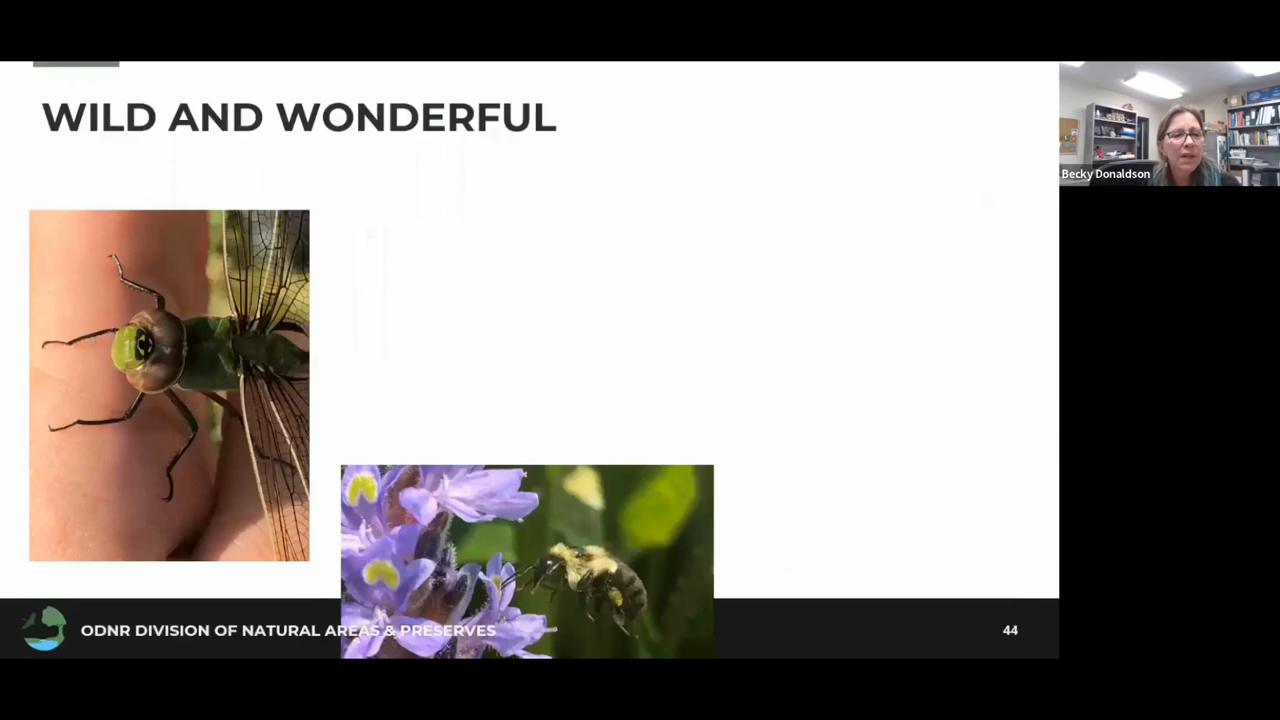 WILD AND WONDERFUL
Becky Donaldson
ODNR DIVISION OF NATURAL AREAS & PRESERVES
44